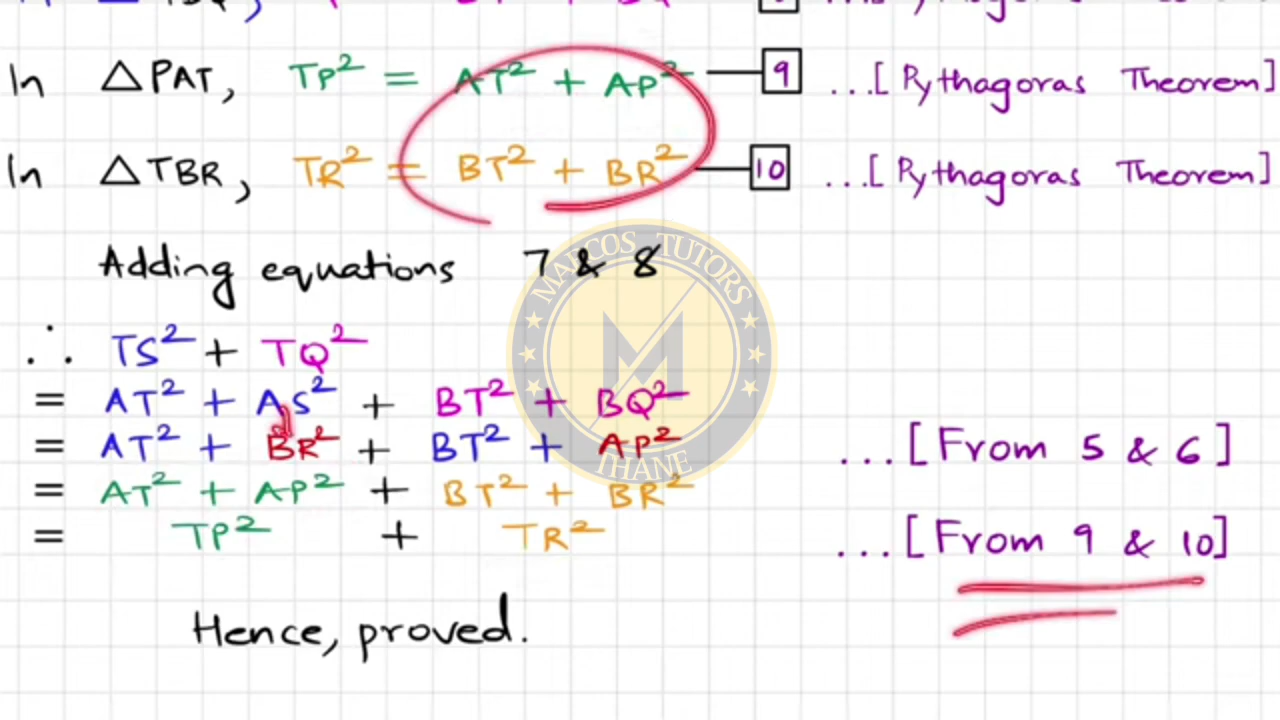 In △PAT, TP² = AT² + AP² — 9 ...[Pythagoras Theorem]
In △TBR, TR² = BT² + BR² — 10 ...[Pythagoras Theorem]
Adding equations 7 & 8
MARCOS TUTORS
THANE
M
∴ TS² + TQ²
= AT² + AS² + BT² + BQ²
= AT² + BR² + BT² + AP² ...[From 5 & 6]
= AT² + AP² + BT² + BR²
= TP² + TR² ...[From 9 & 10]
Hence, proved.